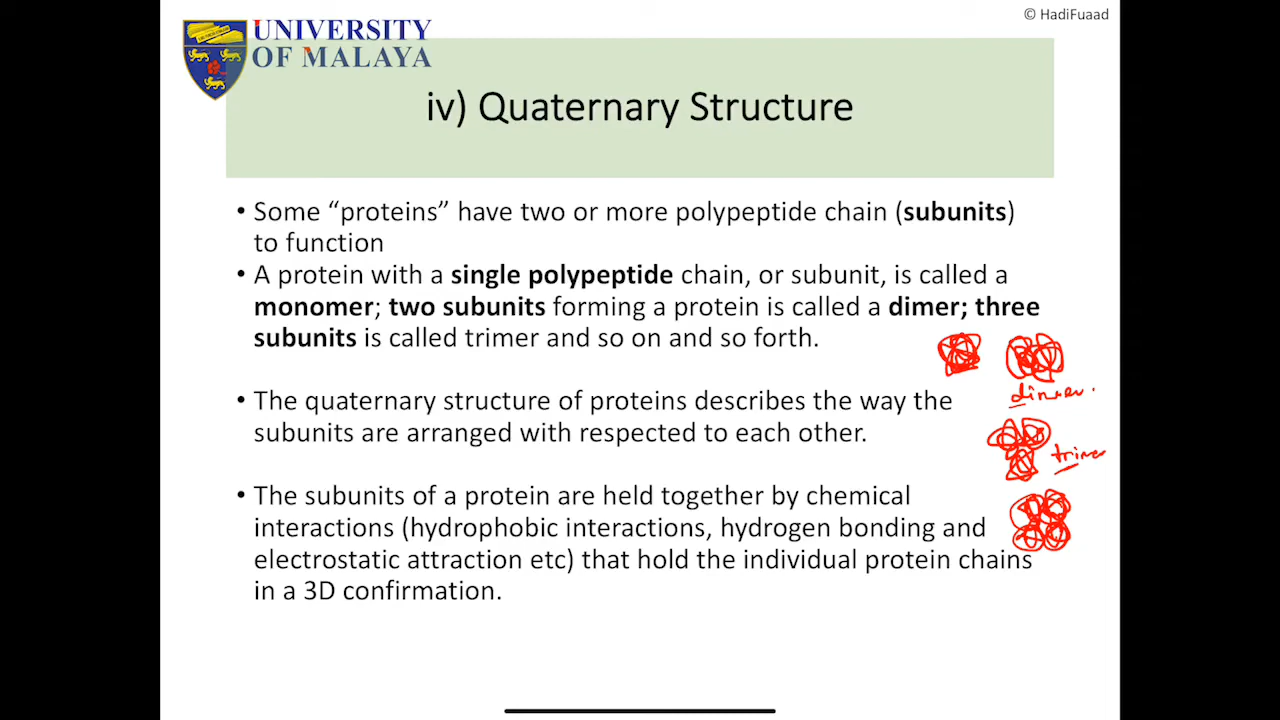 © HadiFuaad
UNIVERSITY
OF MALAYA
iv) Quaternary Structure
• Some “proteins” have two or more polypeptide chain (subunits)
to function
• A protein with a single polypeptide chain, or subunit, is called a
monomer; two subunits forming a protein is called a dimer; three
subunits is called trimer and so on and so forth.
dimer.
• The quaternary structure of proteins describes the way the
subunits are arranged with respected to each other.
trimer
• The subunits of a protein are held together by chemical
interactions (hydrophobic interactions, hydrogen bonding and
electrostatic attraction etc) that hold the individual protein chains
in a 3D confirmation.